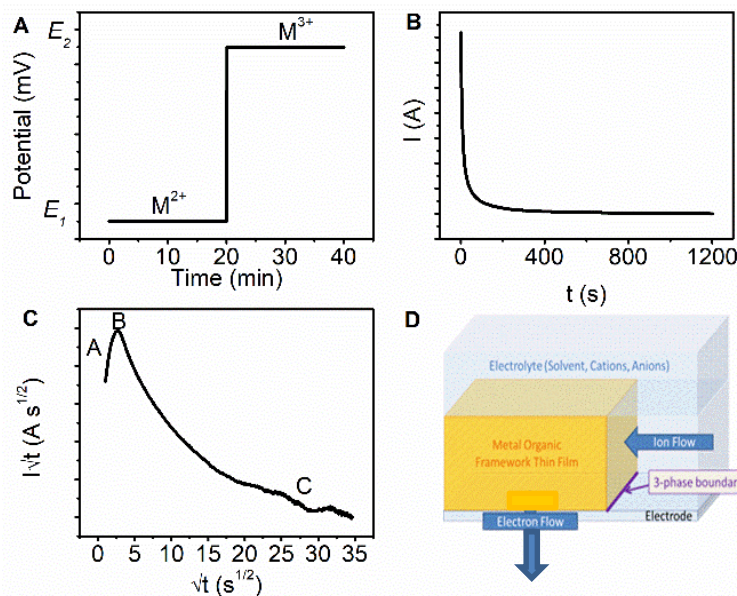 A
E2
M3+
Potential (mV)
M2+
E1
0 10 20 30 40
Time (min)
B
I (A)
0 400 800 1200
t (s)
C
B
A
I√t (A s1/2)
C
0 5 10 15 20 25 30 35
√t (s1/2)
D
Electrolyte (Solvent, Cations, Anions)
Metal Organic
Framework Thin Film
Ion Flow
3-phase boundar
Electron Flow
Electrode